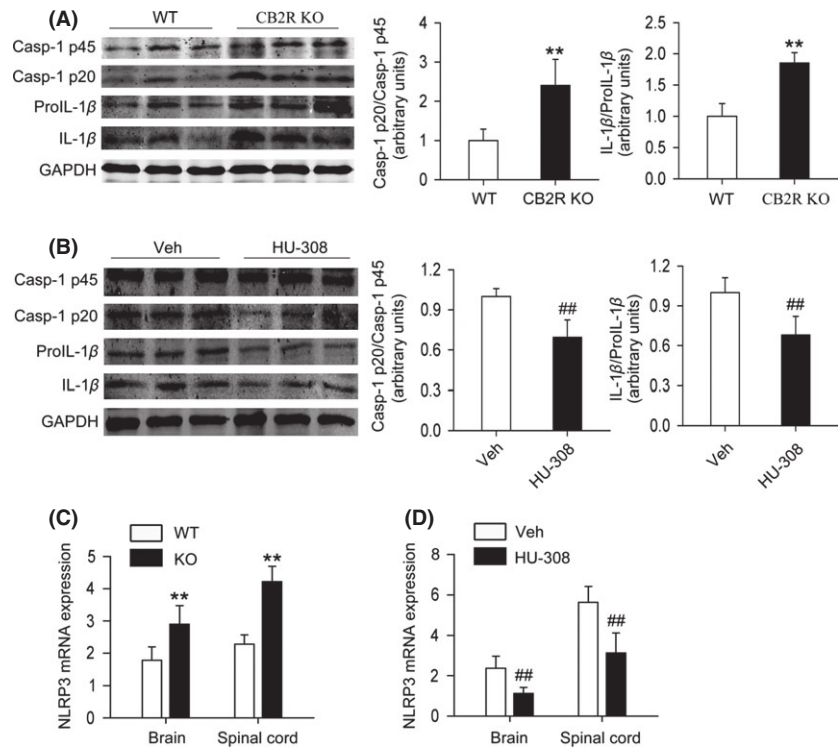 (A)
WT CB2R KO
Casp-1 p45
Casp-1 p20
ProIL-1β
IL-1β
GAPDH
Casp-1 p20/Casp-1 p45
(arbitrary units)
4
3
2
1
0
**
WT CB2R KO
IL-1β/ProIL-1β
(arbitrary units)
2.5
2.0
1.5
1.0
0.5
0.0
**
WT CB2R KO
(B)
Veh HU-308
Casp-1 p45
Casp-1 p20
ProIL-1β
IL-1β
GAPDH
Casp-1 p20/Casp-1 p45
(arbitrary units)
1.2
0.9
0.6
0.3
0.0
##
Veh HU-308
IL-1β/ProIL-1β
(arbitrary units)
1.2
0.9
0.6
0.3
0.0
##
Veh HU-308
(C)
WT
KO
NLRP3 mRNA expression
5
4
3
2
1
0
**
**
Brain Spinal cord
(D)
Veh
HU-308
NLRP3 mRNA expression
8
6
4
2
0
##
##
Brain Spinal cord